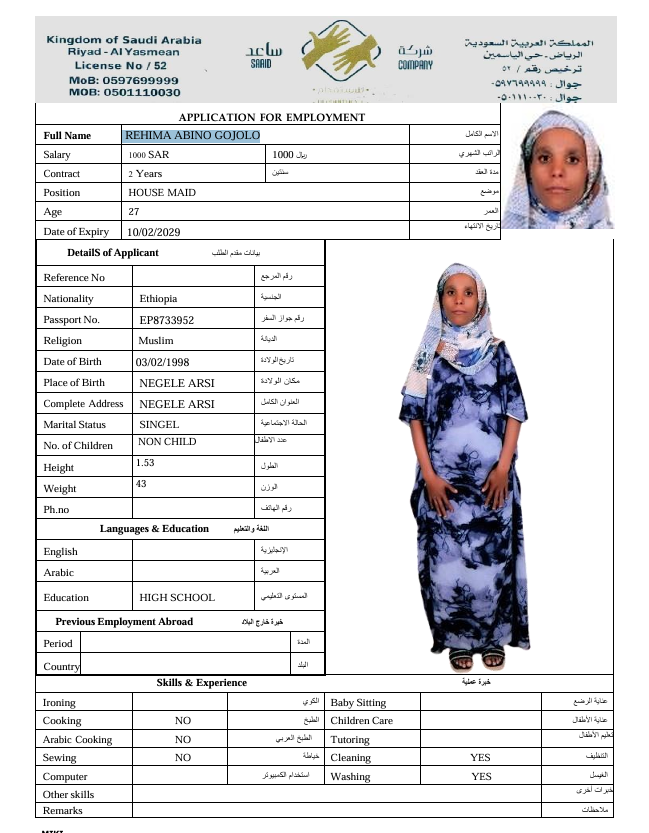 Kingdom of Saudi Arabia
Riyad - Al Yasmean
License No / 52
MoB: 0597699999
MOB: 0501110030
ساعد
SAAID
شركة
COMPANY
المملكة العربية السعودية
الرياض - حي الياسمين
ترخيص رقم / ٥٢
جوال : ٠٥٩٧٦٩٩٩٩٩
جوال : ٠٥٠١١١٠٠٣٠
APPLICATION FOR EMPLOYMENT
Full Name REHIMA ABINO GOJOLO الاسم الكامل
Salary 1000 SAR 1000 ريال الراتب الشهري
Contract 2 Years سنتين مدة العقد
Position HOUSE MAID موضع
Age 27 العمر
Date of Expiry 10/02/2029 تاريخ الانتهاء
DetailS of Applicant بيانات مقدم الطلب
Reference No رقم المرجع
Nationality Ethiopia الجنسية
Passport No. EP8733952 رقم جواز السفر
Religion Muslim الديانة
Date of Birth 03/02/1998 تاريخ الولادة
Place of Birth NEGELE ARSI مكان الولادة
Complete Address NEGELE ARSI العنوان الكامل
Marital Status SINGEL الحالة الاجتماعية
No. of Children NON CHILD عدد الاطفال
Height 1.53 الطول
Weight 43 الوزن
Ph.no رقم الهاتف
Languages & Education اللغة والتعليم
English الإنجليزية
Arabic العربية
Education HIGH SCHOOL المستوى التعليمي
Previous Employment Abroad خبرة خارج البلاد
Period المدة
Country البلد
Skills & Experience خبرة عملية
Ironing الكوي Baby Sitting عناية الرضع
Cooking NO الطبخ Children Care عناية الأطفال
Arabic Cooking NO الطبخ العربي Tutoring تعليم الأطفال
Sewing NO خياطة Cleaning YES التنظيف
Computer استخدام الكمبيوتر Washing YES الغسيل
Other skills خبرات أخرى
Remarks ملاحظات